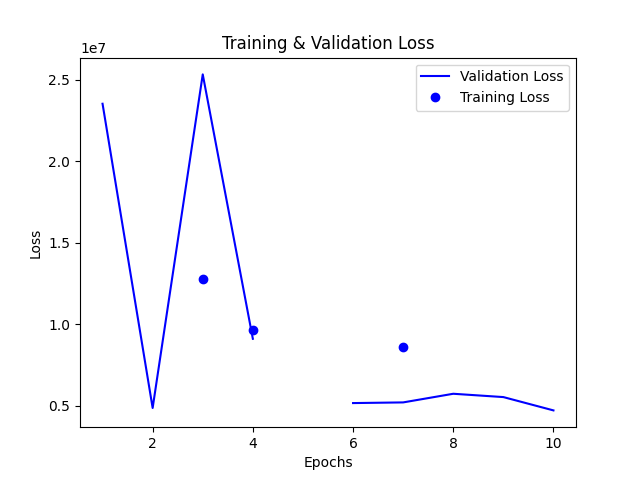 Training & Validation Loss
1e7
Validation Loss
Training Loss
2.5
2.0
1.5
1.0
0.5
Loss
2 4 6 8 10
Epochs